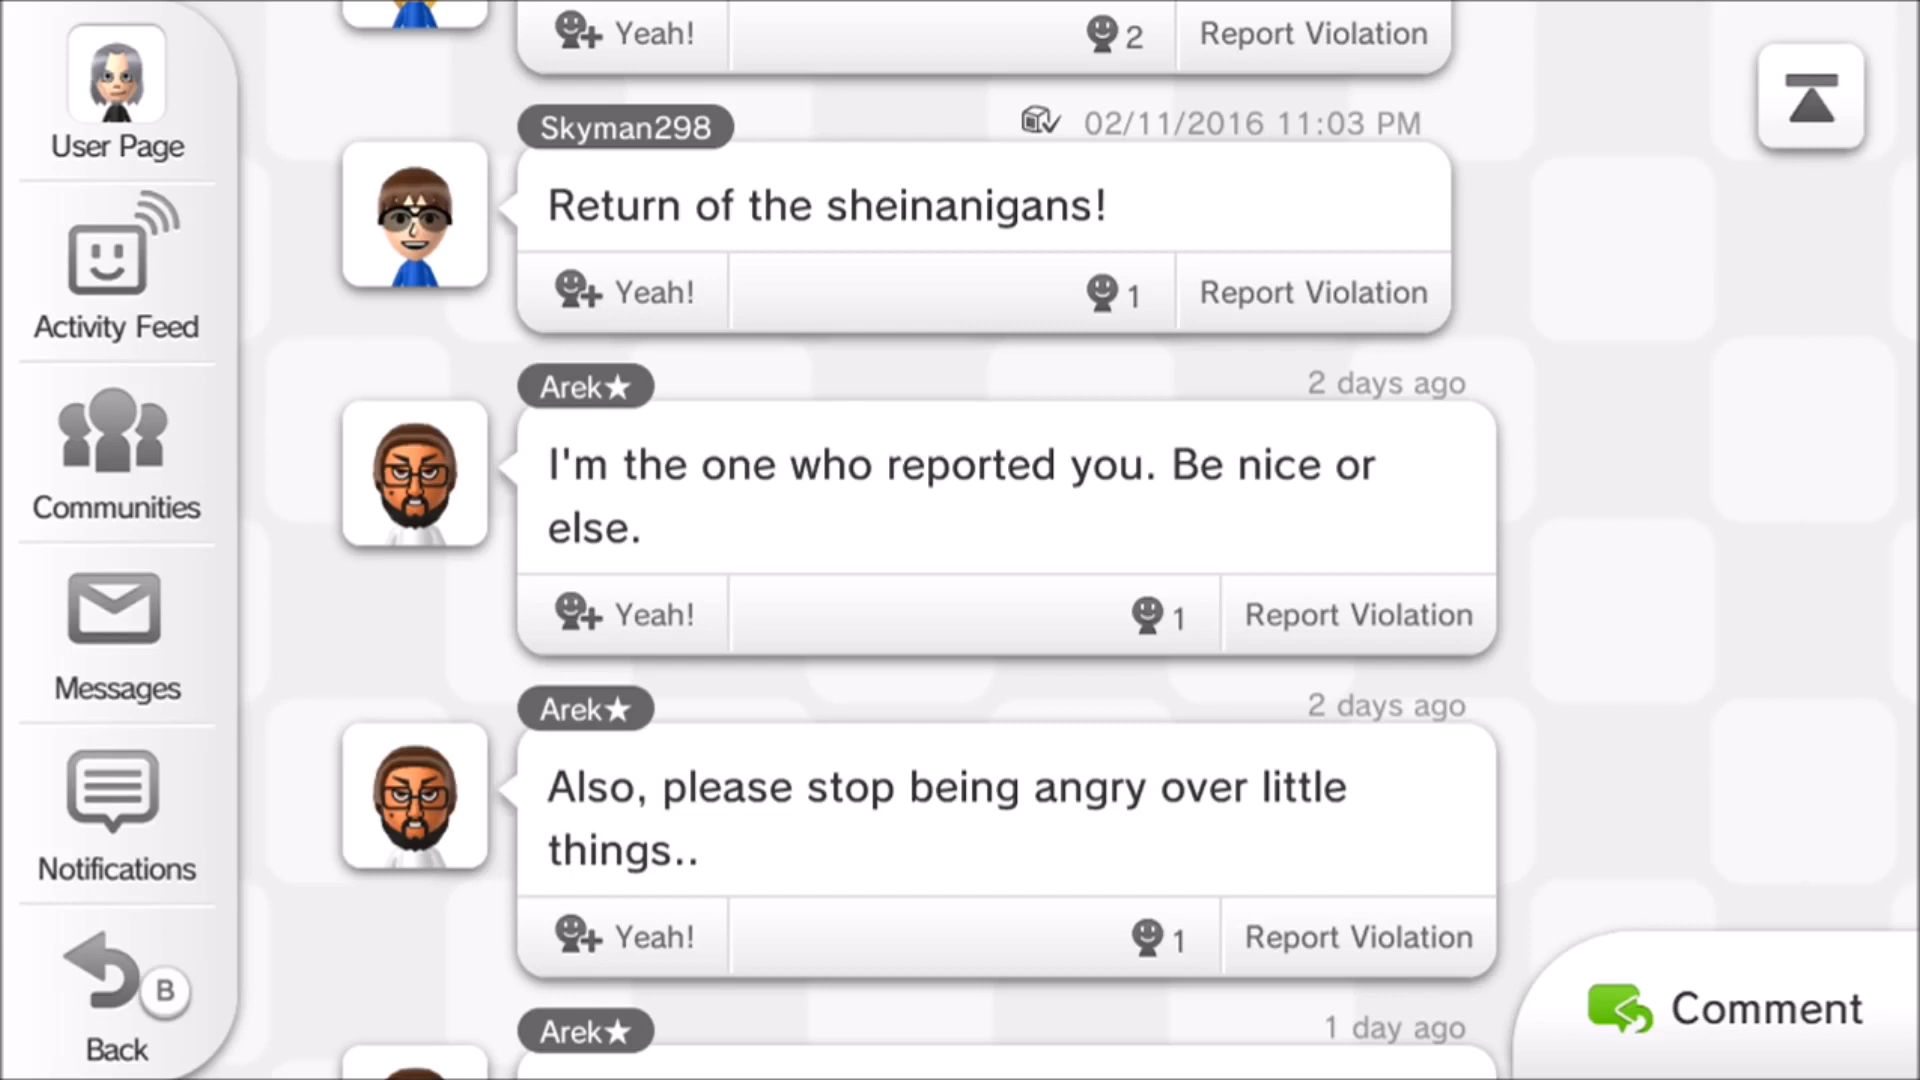 User Page
Activity Feed
Communities
Messages
Notifications
B
Back
Yeah!
2
Report Violation
Skyman298
02/11/2016 11:03 PM
Return of the sheinanigans!
Yeah!
1
Report Violation
Arek★
2 days ago
I'm the one who reported you. Be nice or
else.
Yeah!
1
Report Violation
Arek★
2 days ago
Also, please stop being angry over little
things..
Yeah!
1
Report Violation
Arek★
1 day ago
Comment